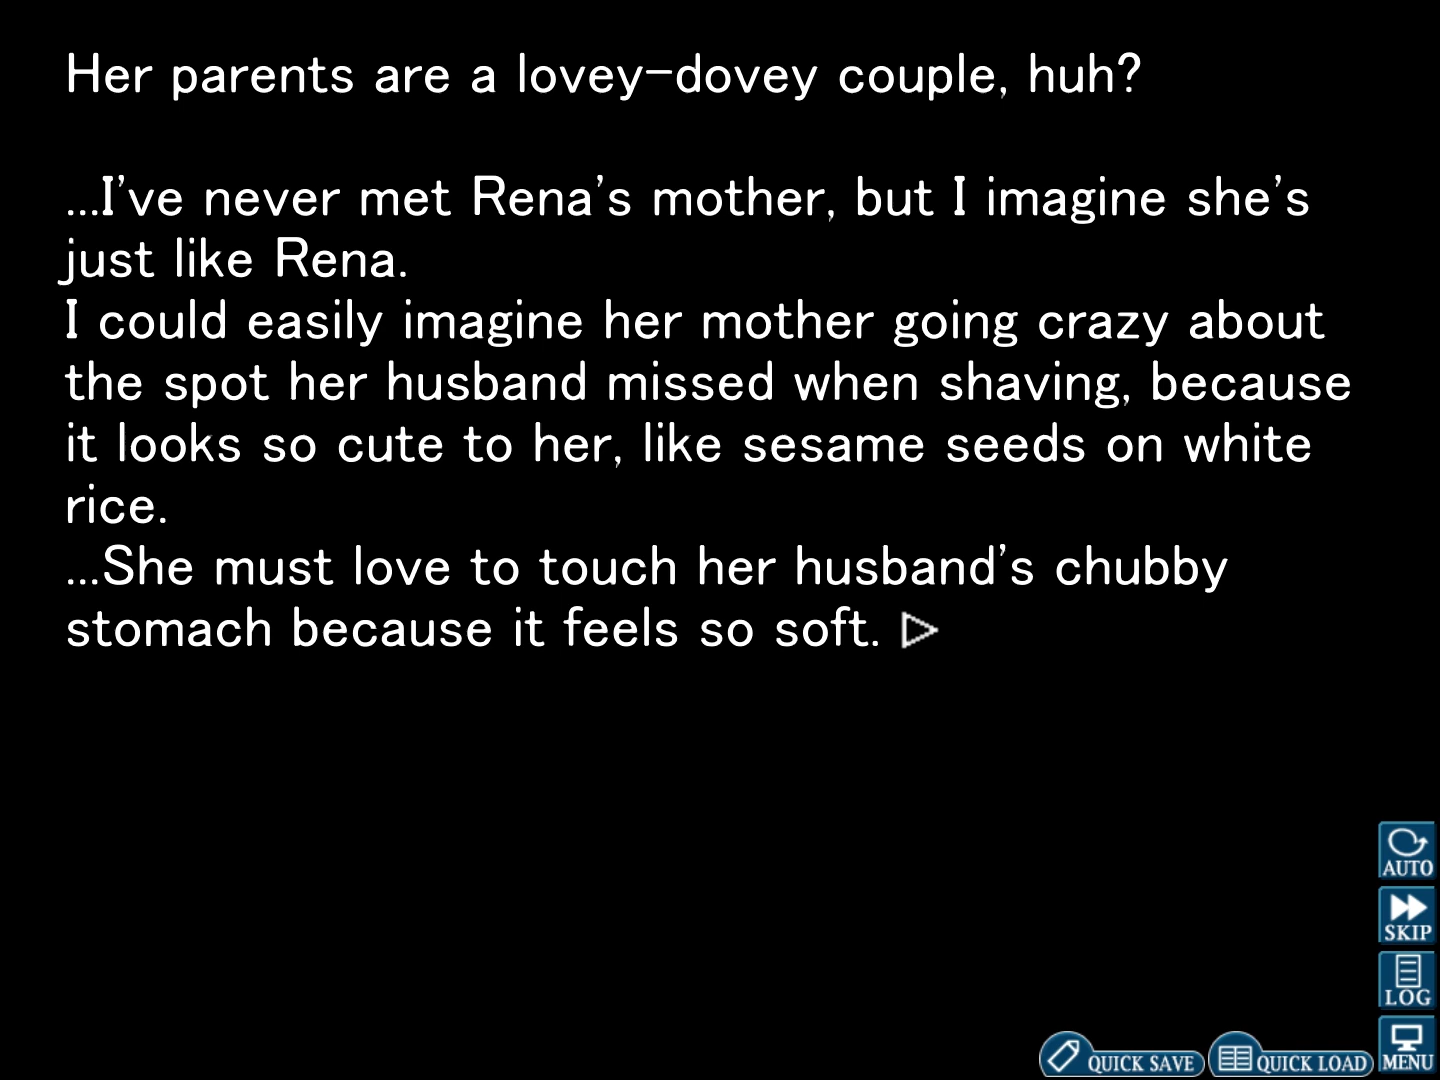 Her parents are a lovey-dovey couple, huh?
...I've never met Rena's mother, but I imagine she's
just like Rena.
I could easily imagine her mother going crazy about
the spot her husband missed when shaving, because
it looks so cute to her, like sesame seeds on white
rice.
...She must love to touch her husband's chubby
stomach because it feels so soft.
AUTO
SKIP
LOG
QUICK SAVE
QUICK LOAD
MENU